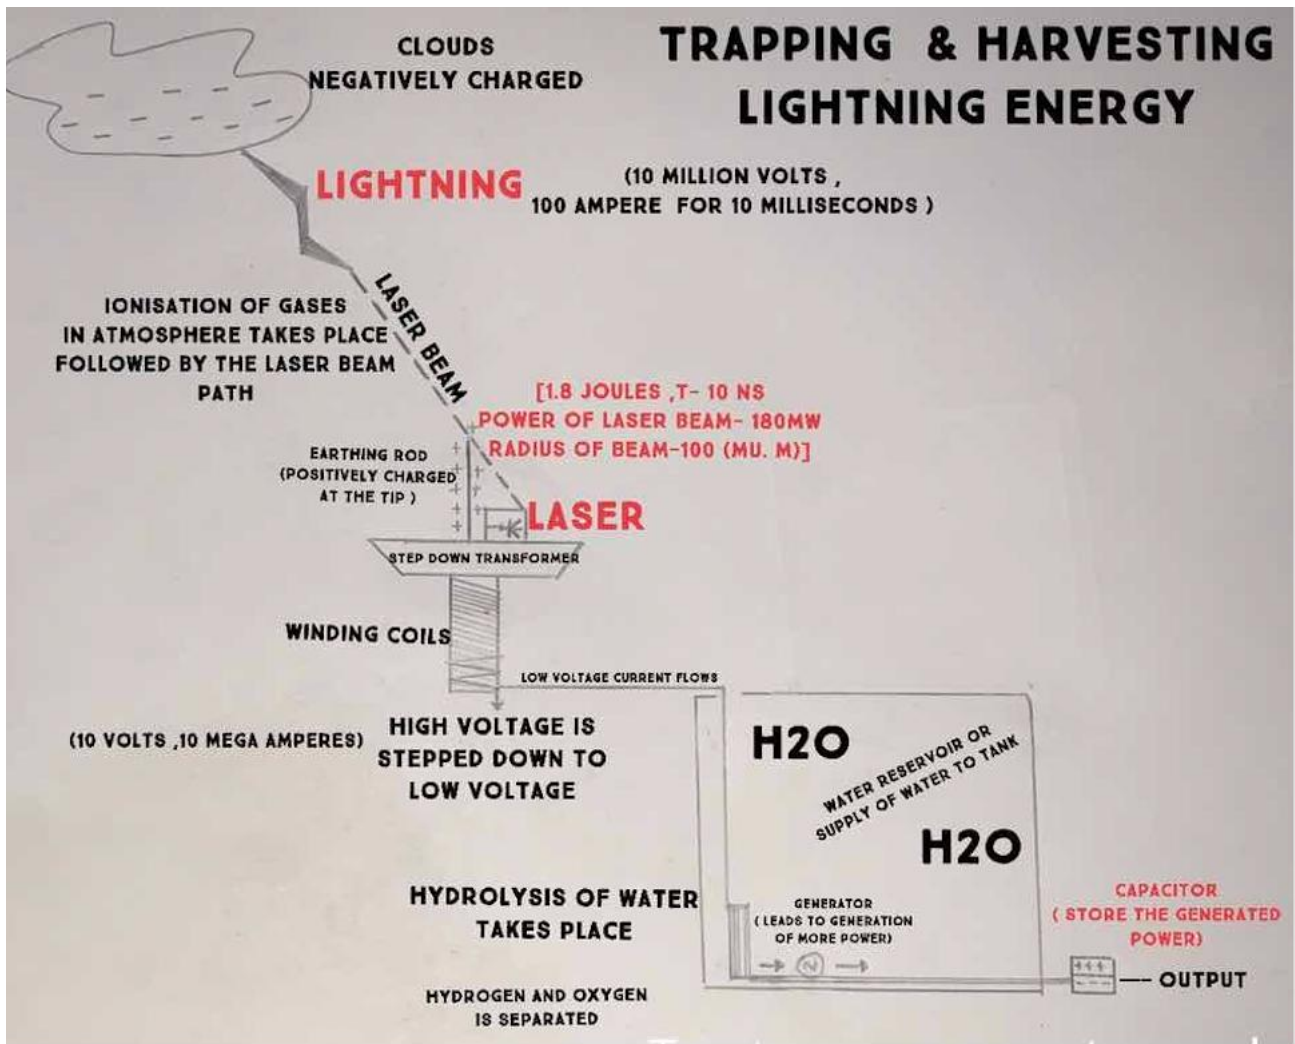 TRAPPING & HARVESTING
LIGHTNING ENERGY
CLOUDS
NEGATIVELY CHARGED
LIGHTNING
(10 MILLION VOLTS ,
100 AMPERE FOR 10 MILLISECONDS )
LASER BEAM
IONISATION OF GASES
IN ATMOSPHERE TAKES PLACE
FOLLOWED BY THE LASER BEAM
PATH
[1.8 JOULES ,T- 10 NS
POWER OF LASER BEAM- 180MW
RADIUS OF BEAM-100 (MU. M)]
EARTHING ROD
(POSITIVELY CHARGED
AT THE TIP )
LASER
STEP DOWN TRANSFORMER
WINDING COILS
LOW VOLTAGE CURRENT FLOWS
(10 VOLTS ,10 MEGA AMPERES)
HIGH VOLTAGE IS
STEPPED DOWN TO
LOW VOLTAGE
H2O
WATER RESERVOIR OR
SUPPLY OF WATER TO TANK
H2O
HYDROLYSIS OF WATER
TAKES PLACE
GENERATOR
( LEADS TO GENERATION
OF MORE POWER)
CAPACITOR
( STORE THE GENERATED
POWER)
OUTPUT
HYDROGEN AND OXYGEN
IS SEPARATED